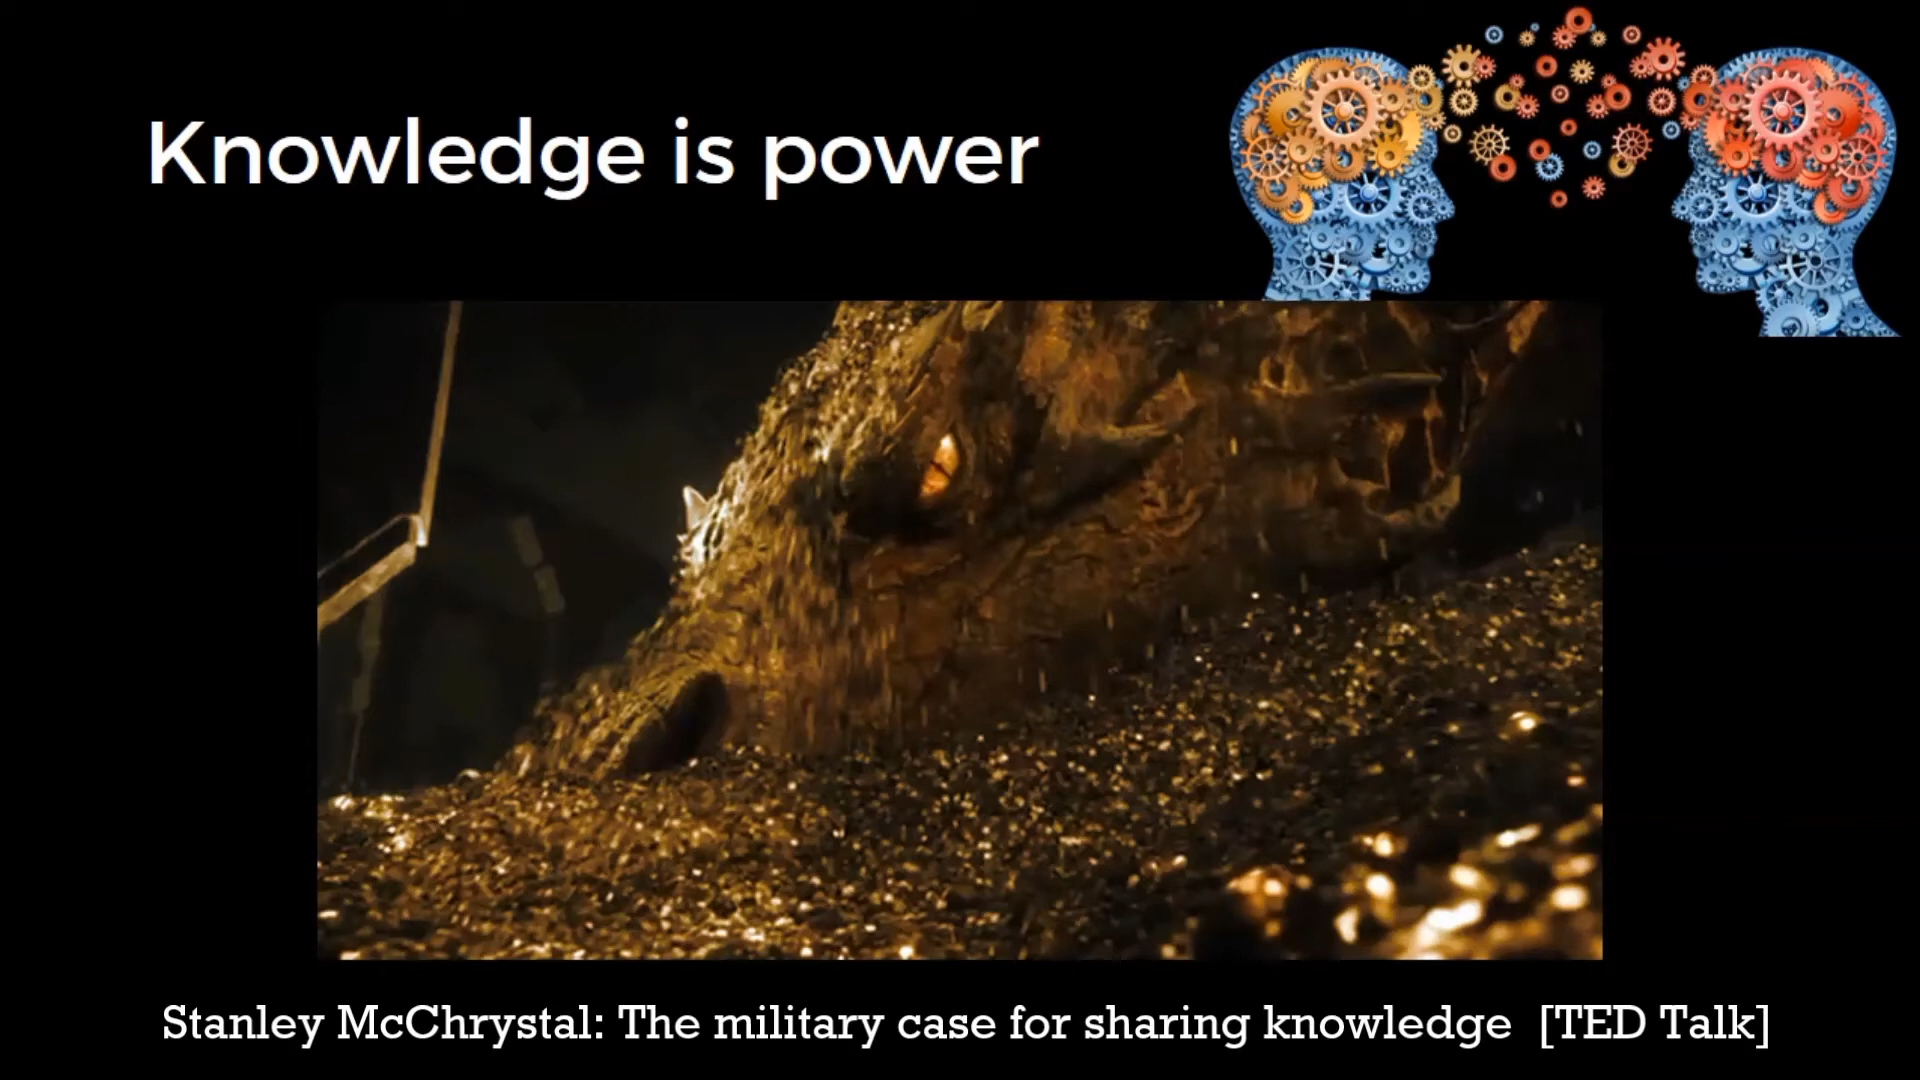 Knowledge is power
Stanley McChrystal: The military case for sharing knowledge [TED Talk]